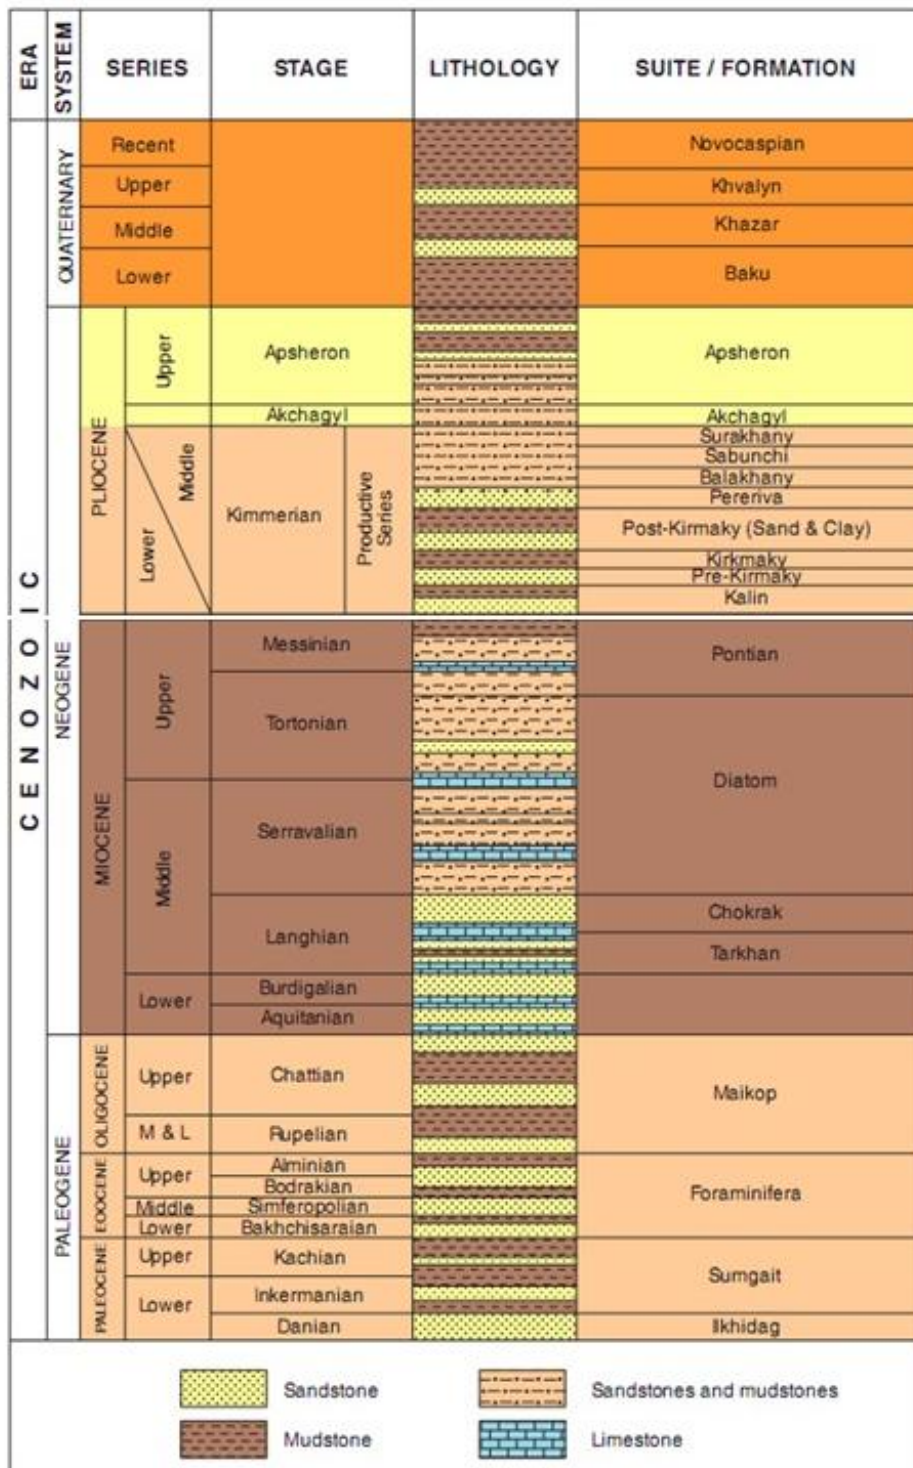 ERA
SYSTEM
SERIES
STAGE
LITHOLOGY
SUITE / FORMATION
CENOZOIC
QUATERNARY
Recent
Novocaspian
Upper
Khvalyn
Middle
Khazar
Lower
Baku
NEOGENE
PLIOCENE
Upper
Apsheron
Apsheron
Akchagyl
Akchagyl
Lower
Middle
Kimmerian
Productive
Series
Surakhany
Sabunchi
Balakhany
Pereriva
Post-Kirmaky (Sand & Clay)
Kirkmaky
Pre-Kirmaky
Kalin
MIOCENE
Upper
Messinian
Pontian
Tortonian
Diatom
Middle
Serravalian
Langhian
Chokrak
Tarkhan
Lower
Burdigalian
Aquitanian
PALEOGENE
OLIGOCENE
Upper
Chattian
Maikop
M & L
Rupelian
EOOCENE
Upper
Alminian
Bodrakian
Foraminifera
Middle
Simferopolian
Lower
Bakhchisaraian
PALEOCENE
Upper
Kachian
Sumgait
Lower
Inkermanian
Danian
Ilkhidag
Sandstone
Sandstones and mudstones
Mudstone
Limestone